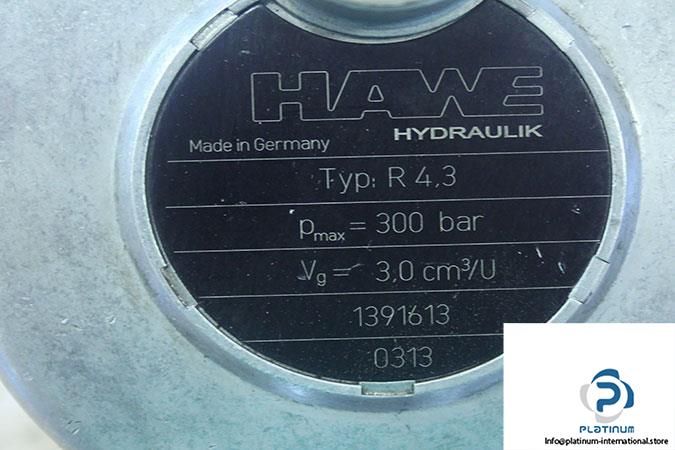 HAWE
HYDRAULIK
Made in Germany
Typ: R 4,3
pmax = 300 bar
Vg = 3,0 cm³/U
1391613
0313
PLATINUM
Info@platinum-international.store